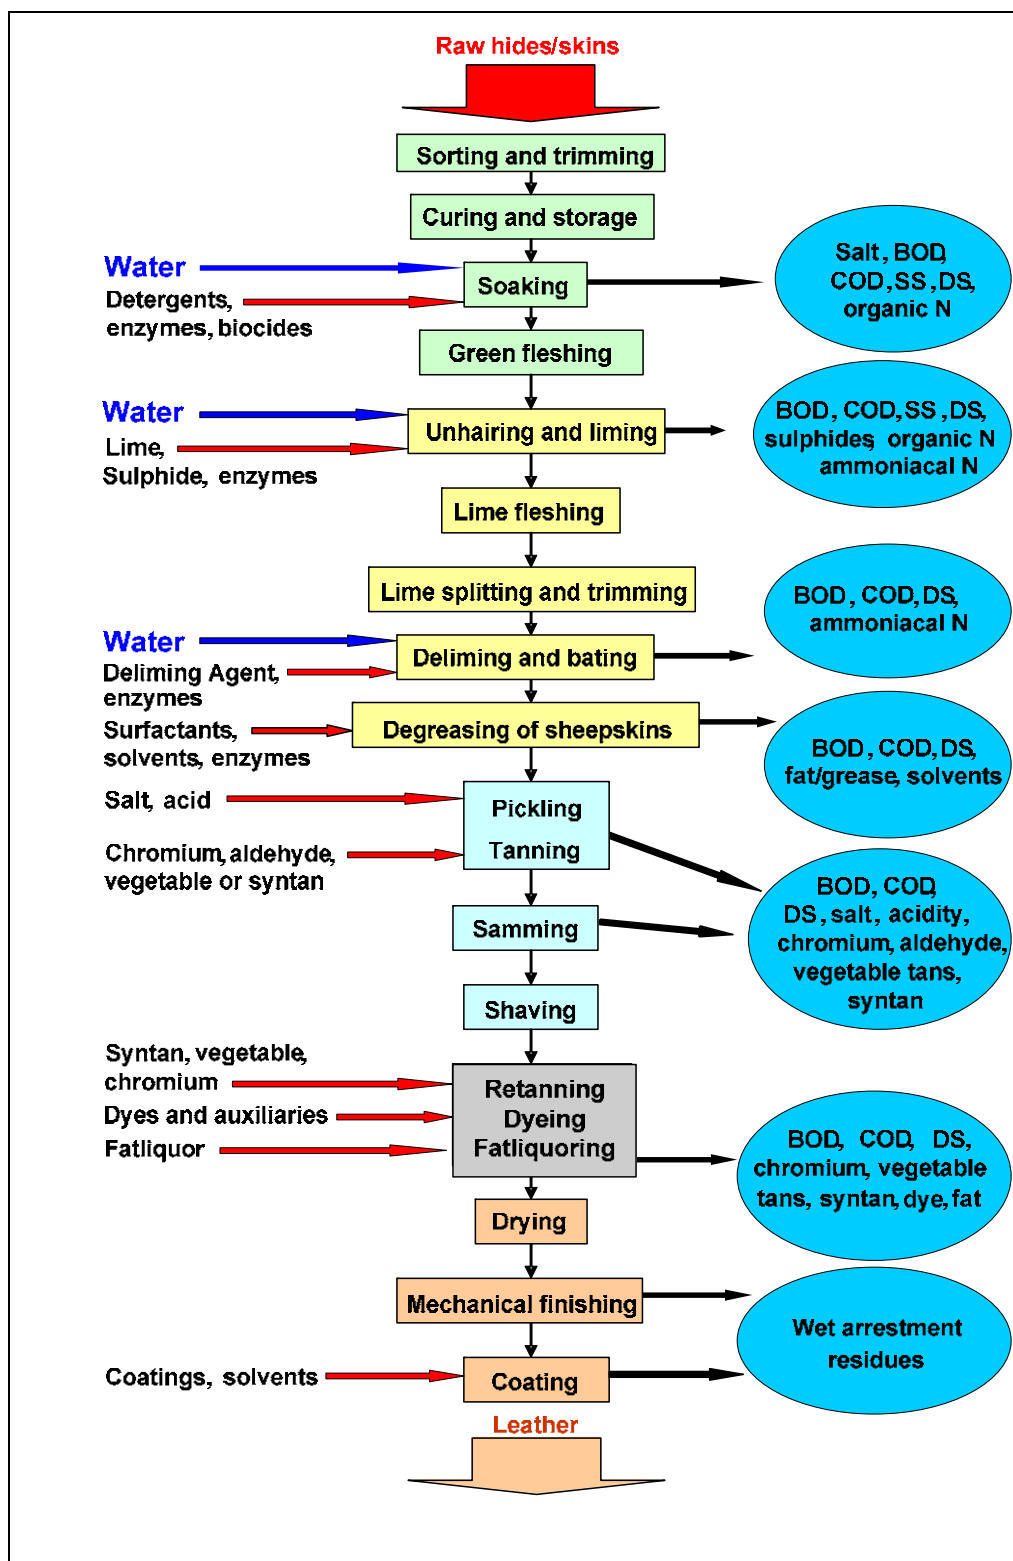 Raw hides/skins
Sorting and trimming
Curing and storage
Water
Detergents,
enzymes, biocides
Soaking
Salt, BOD,
COD, SS, DS,
organic N
Green fleshing
Water
Lime,
Sulphide, enzymes
Unhairing and liming
BOD, COD, SS, DS,
sulphides, organic N
ammoniacal N
Lime fleshing
Lime splitting and trimming
Water
Deliming Agent,
enzymes
Deliming and bating
BOD, COD, DS,
ammoniacal N
Surfactants,
solvents, enzymes
Degreasing of sheepskins
BOD, COD, DS,
fat/grease, solvents
Salt, acid
Pickling
Chromium, aldehyde,
vegetable or syntan
Tanning
BOD, COD,
DS, salt, acidity,
chromium, aldehyde,
vegetable tans,
syntan
Samming
Shaving
Syntan, vegetable,
chromium
Dyes and auxiliaries
Fatliquor
Retanning
Dyeing
Fatliquoring
BOD, COD, DS,
chromium, vegetable
tans, syntan, dye, fat
Drying
Mechanical finishing
Wet arrestment
residues
Coatings, solvents
Coating
Leather